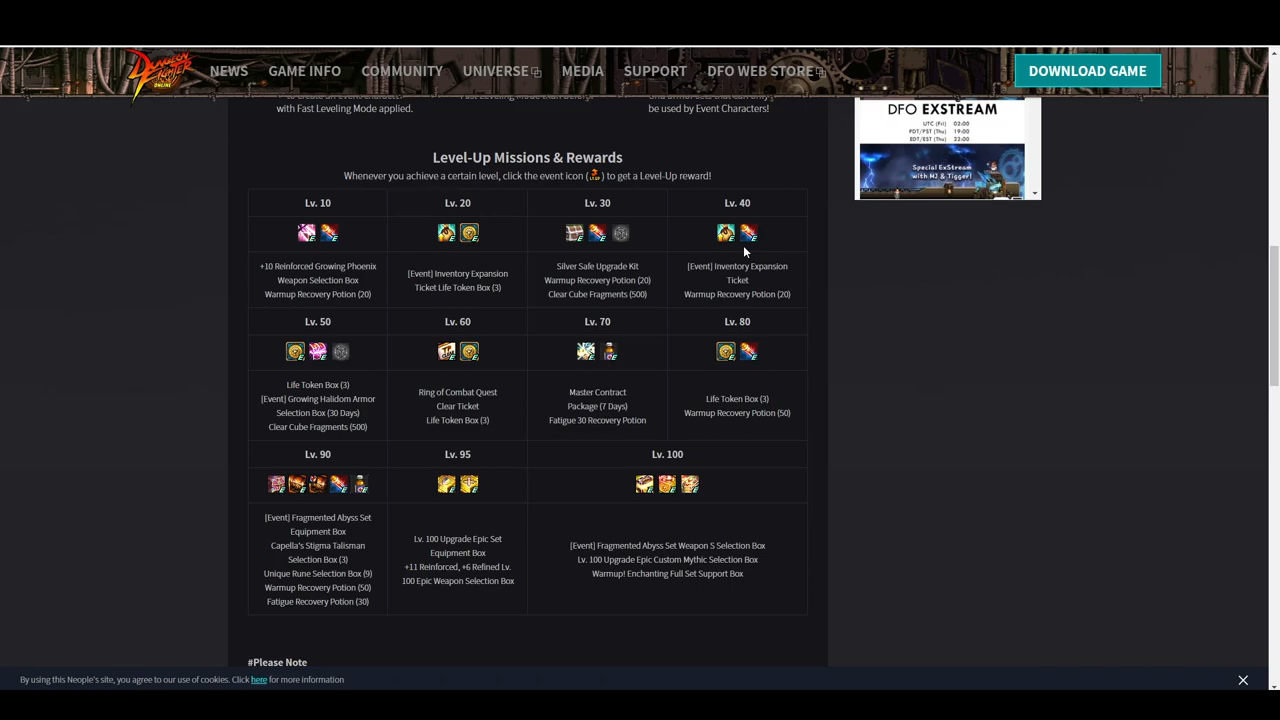 DUNGEON FIGHTER ONLINE
NEWS GAME INFO COMMUNITY UNIVERSE MEDIA SUPPORT DFO WEB STORE DOWNLOAD GAME
with Fast Leveling Mode applied.
be used by Event Characters!
DFO EXSTREAM
UTC (Fri) 02:00
PDT/PST (Thu) 19:00
EDT/EST (Thu) 22:00
Special ExStream
with MJ & Tigger!
Level-Up Missions & Rewards
Whenever you achieve a certain level, click the event icon ( ) to get a Level-Up reward!
Lv. 10 Lv. 20 Lv. 30 Lv. 40
+10 Reinforced Growing Phoenix
Weapon Selection Box
Warmup Recovery Potion (20)
[Event] Inventory Expansion
Ticket Life Token Box (3)
Silver Safe Upgrade Kit
Warmup Recovery Potion (20)
Clear Cube Fragments (500)
[Event] Inventory Expansion
Ticket
Warmup Recovery Potion (20)
Lv. 50 Lv. 60 Lv. 70 Lv. 80
Life Token Box (3)
[Event] Growing Halidom Armor
Selection Box (30 Days)
Clear Cube Fragments (500)
Ring of Combat Quest
Clear Ticket
Life Token Box (3)
Master Contract
Package (7 Days)
Fatigue 30 Recovery Potion
Life Token Box (3)
Warmup Recovery Potion (50)
Lv. 90 Lv. 95 Lv. 100
[Event] Fragmented Abyss Set
Equipment Box
Capella's Stigma Talisman
Selection Box (3)
Unique Rune Selection Box (9)
Warmup Recovery Potion (50)
Fatigue Recovery Potion (30)
Lv. 100 Upgrade Epic Set
Equipment Box
+11 Reinforced, +6 Refined Lv.
100 Epic Weapon Selection Box
[Event] Fragmented Abyss Set Weapon S Selection Box
Lv. 100 Upgrade Epic Custom Mythic Selection Box
Warmup! Enchanting Full Set Support Box
#Please Note
By using this Neople's site, you agree to our use of cookies. Click here for more information